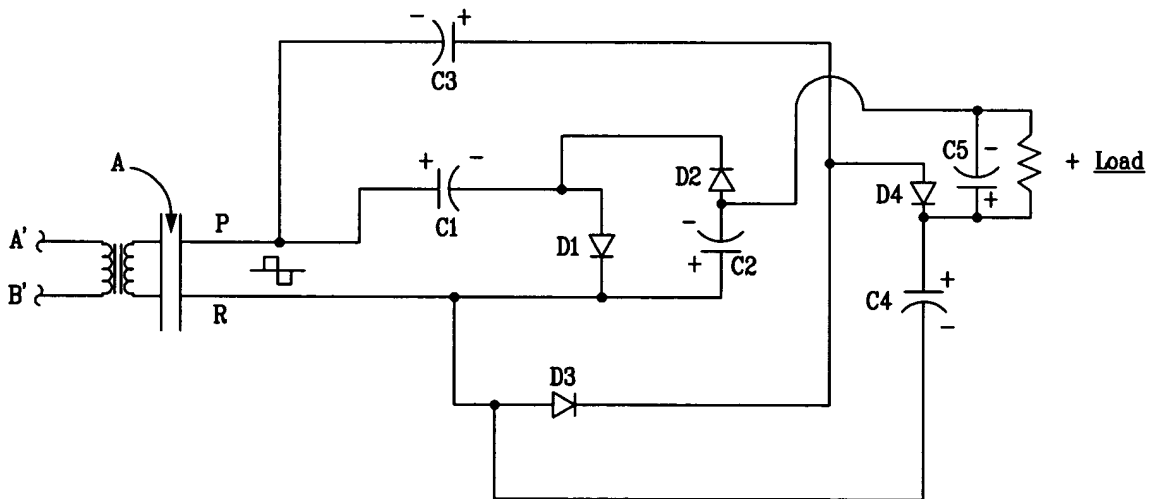 - +
C3
C5 -
+ Load
+
A
+ -
D2
D4
P
C1
D1
-
A'
+ C2
B'
R
C4 +
-
D3